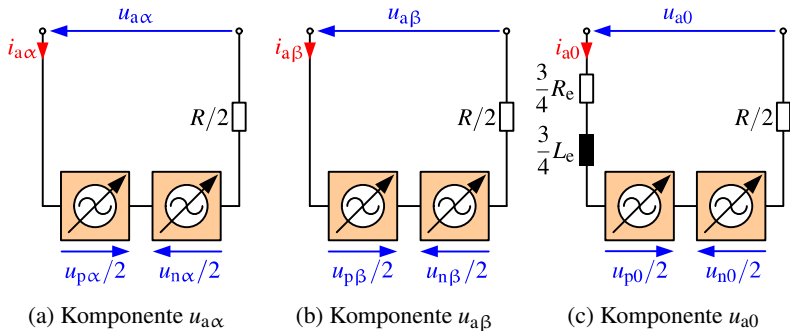 u_aα
i_aα
R/2
u_pα/2
u_nα/2
(a) Komponente u_aα
u_aβ
i_aβ
R/2
u_pβ/2
u_nβ/2
(b) Komponente u_aβ
u_a0
i_a0
3/4 R_e
3/4 L_e
R/2
u_p0/2
u_n0/2
(c) Komponente u_a0